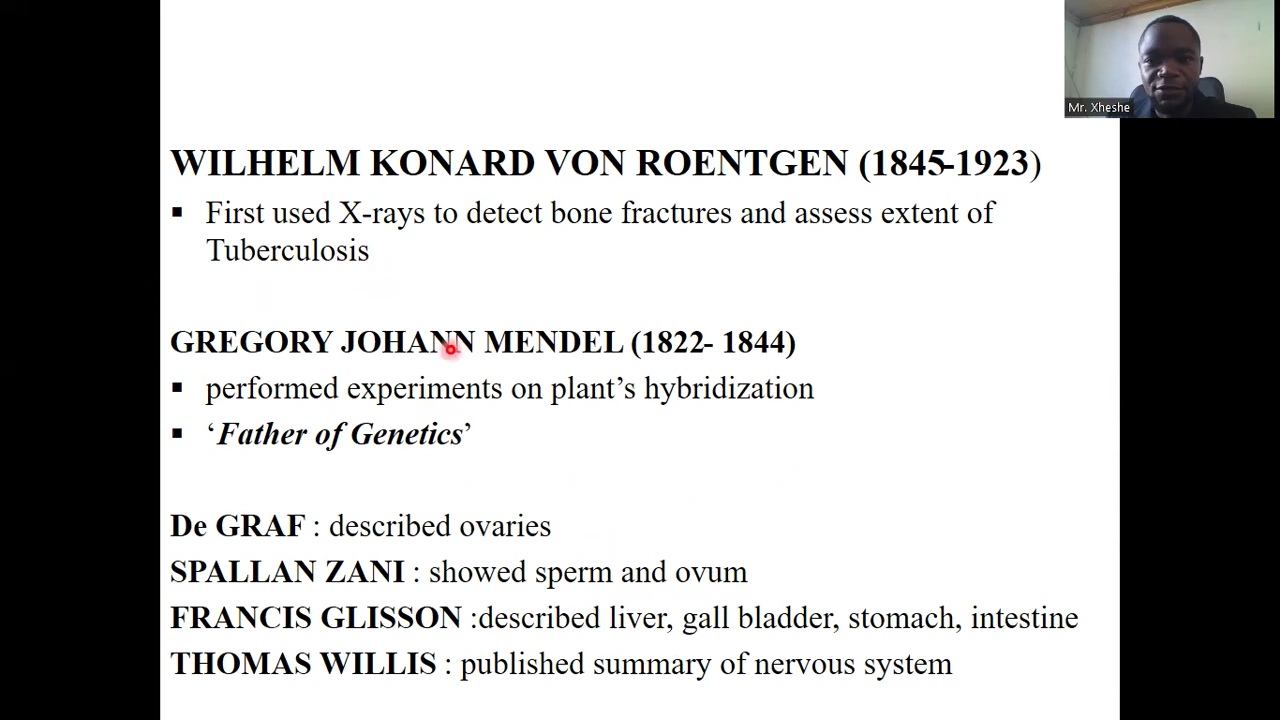 Mr. Xheshe
WILHELM KONARD VON ROENTGEN (1845-1923)
▪ First used X-rays to detect bone fractures and assess extent of
Tuberculosis
GREGORY JOHANN MENDEL (1822- 1844)
▪ performed experiments on plant’s hybridization
▪ ‘Father of Genetics’
De GRAF : described ovaries
SPALLAN ZANI : showed sperm and ovum
FRANCIS GLISSON :described liver, gall bladder, stomach, intestine
THOMAS WILLIS : published summary of nervous system